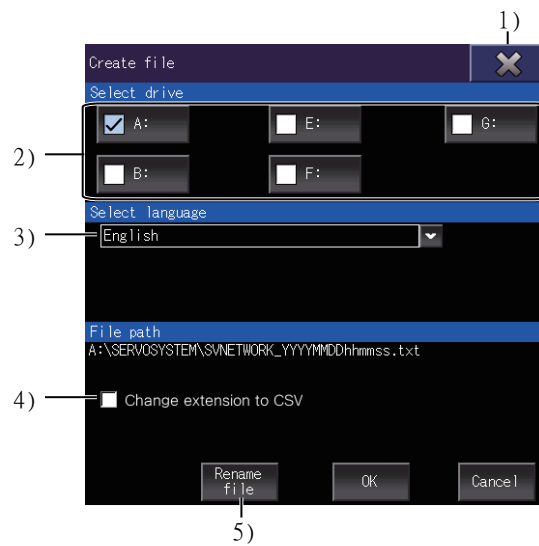 1)
Create file
Select drive
A:
E:
G:
2)
B:
F:
Select language
3)
English
File path
A:\SERVOSYSTEM\SVNETWORK_YYYYMMDDhhmmss.txt
4)
Change extension to CSV
Rename
file
OK
Cancel
5)